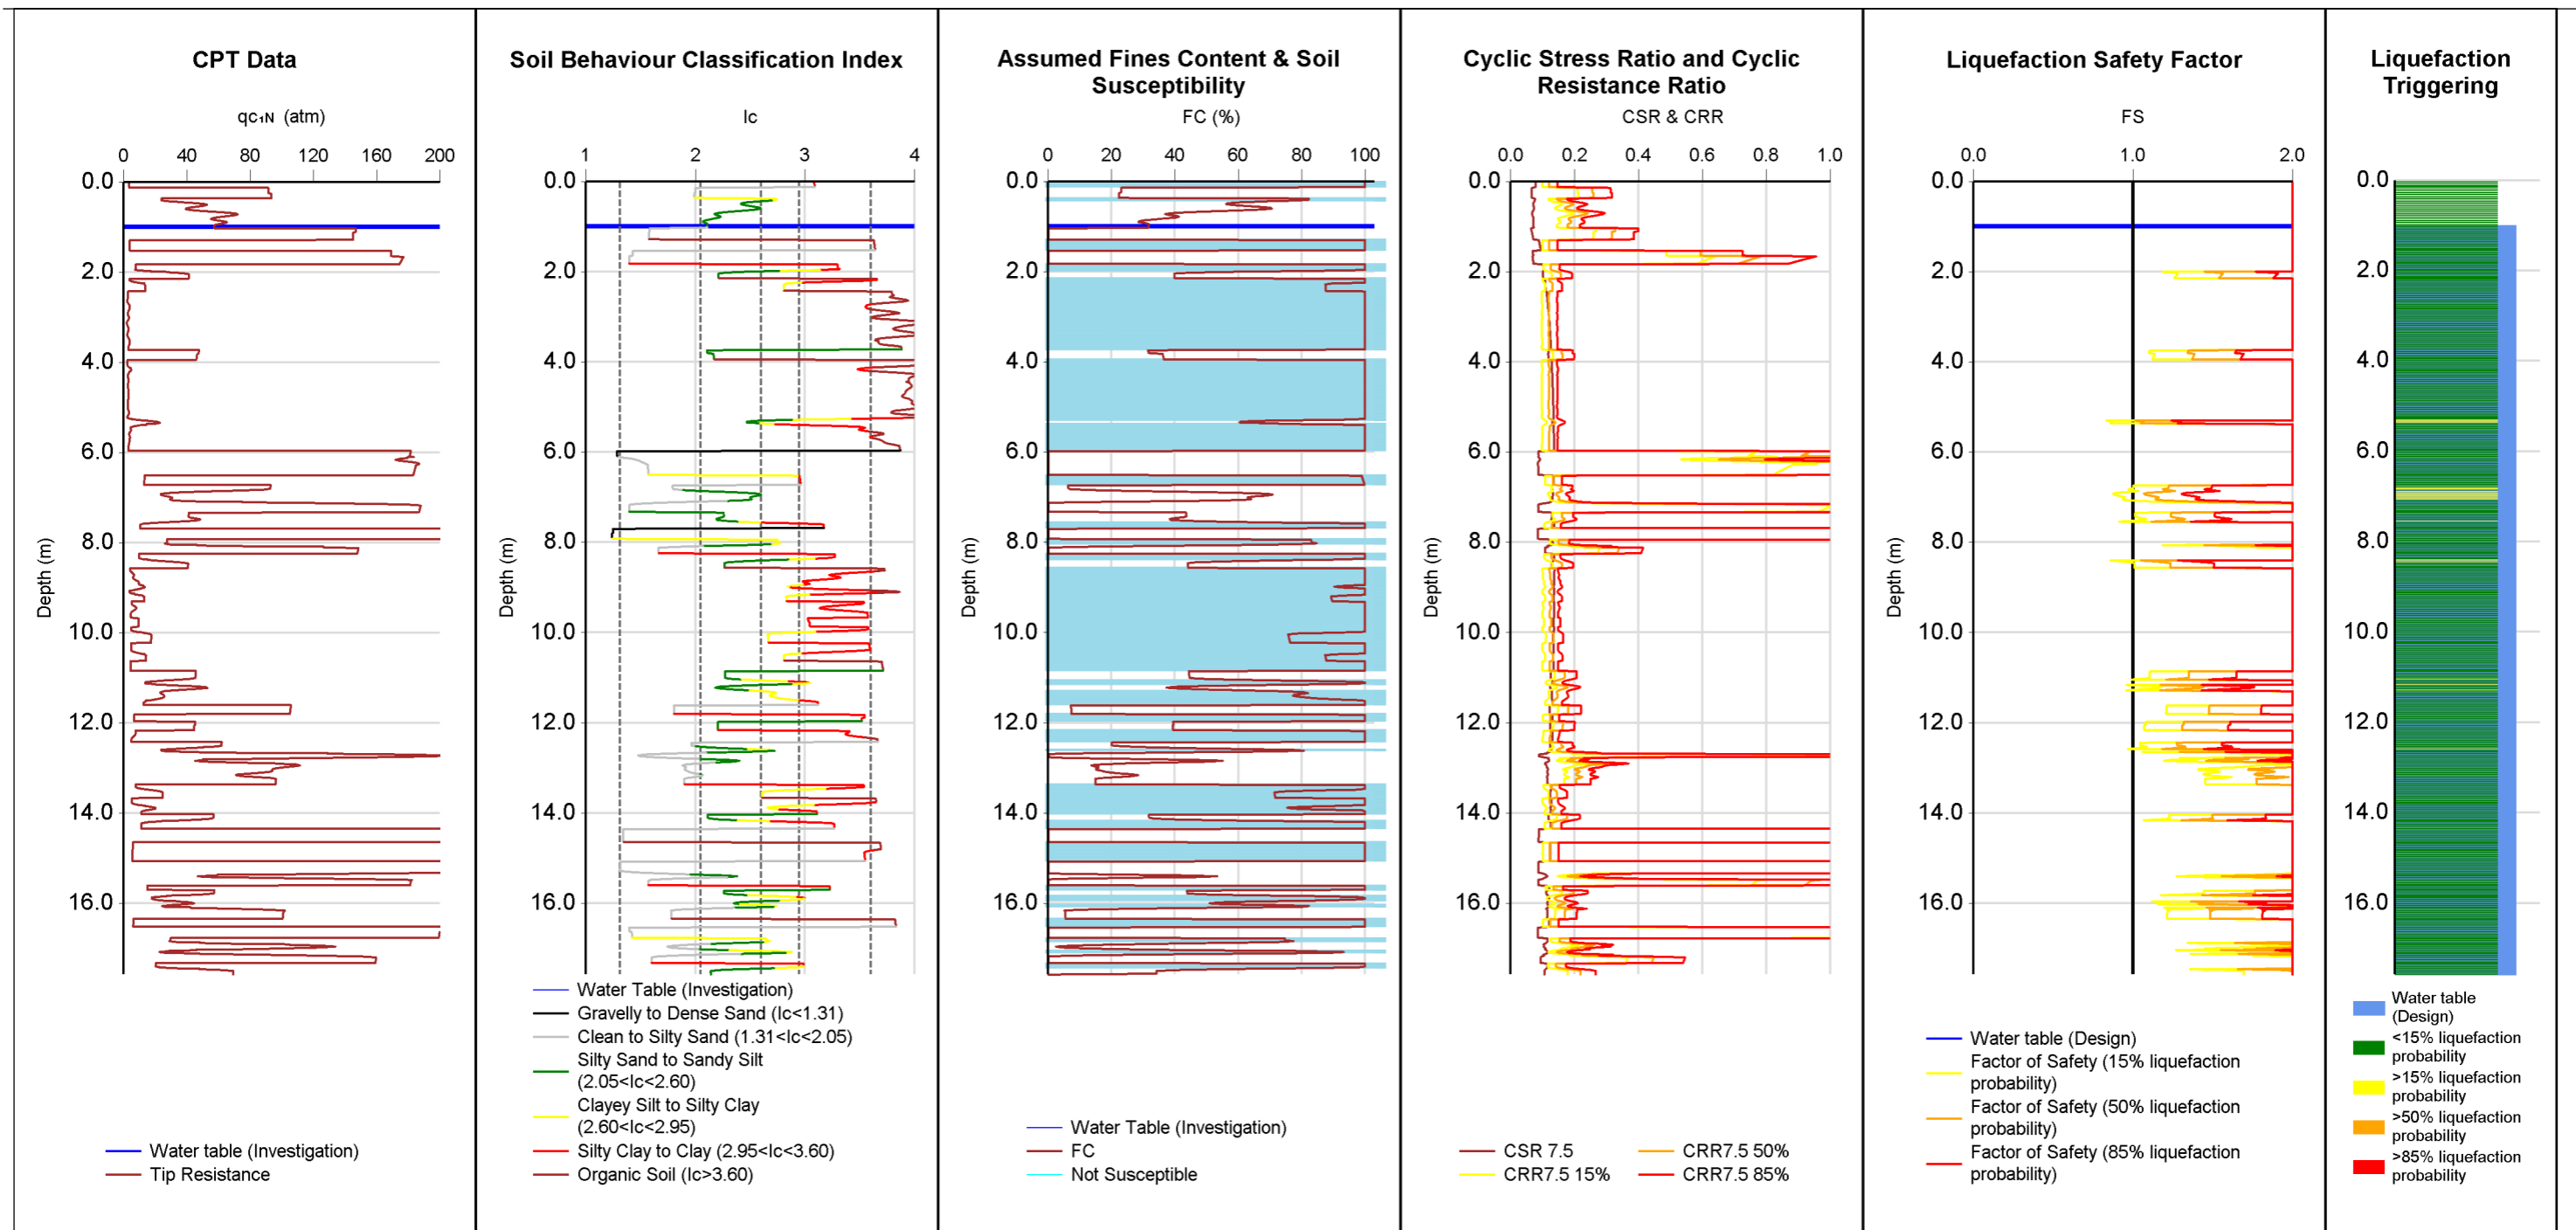 CPT Data
qc₁ɴ (atm)
0 40 80 120 160 200
0.0
2.0
4.0
6.0
8.0
10.0
12.0
14.0
16.0
Depth (m)
Water table (Investigation)
Tip Resistance
Soil Behaviour Classification Index
Ic
1 2 3 4
0.0
2.0
4.0
6.0
8.0
10.0
12.0
14.0
16.0
Depth (m)
Water Table (Investigation)
Gravelly to Dense Sand (Ic<1.31)
Clean to Silty Sand (1.31<Ic<2.05)
Silty Sand to Sandy Silt
(2.05<Ic<2.60)
Clayey Silt to Silty Clay
(2.60<Ic<2.95)
Silty Clay to Clay (2.95<Ic<3.60)
Organic Soil (Ic>3.60)
Assumed Fines Content & Soil
Susceptibility
FC (%)
0 20 40 60 80 100
0.0
2.0
4.0
6.0
8.0
10.0
12.0
14.0
16.0
Depth (m)
Water Table (Investigation)
FC
Not Susceptible
Cyclic Stress Ratio and Cyclic
Resistance Ratio
CSR & CRR
0.0 0.2 0.4 0.6 0.8 1.0
0.0
2.0
4.0
6.0
8.0
10.0
12.0
14.0
16.0
Depth (m)
CSR 7.5
CRR7.5 50%
CRR7.5 15%
CRR7.5 85%
Liquefaction Safety Factor
FS
0.0 1.0 2.0
0.0
2.0
4.0
6.0
8.0
10.0
12.0
14.0
16.0
Depth (m)
Water table (Design)
Factor of Safety (15% liquefaction
probability)
Factor of Safety (50% liquefaction
probability)
Factor of Safety (85% liquefaction
probability)
Liquefaction
Triggering
0.0
2.0
4.0
6.0
8.0
10.0
12.0
14.0
16.0
Water table
(Design)
<15% liquefaction
probability
>15% liquefaction
probability
>50% liquefaction
probability
>85% liquefaction
probability